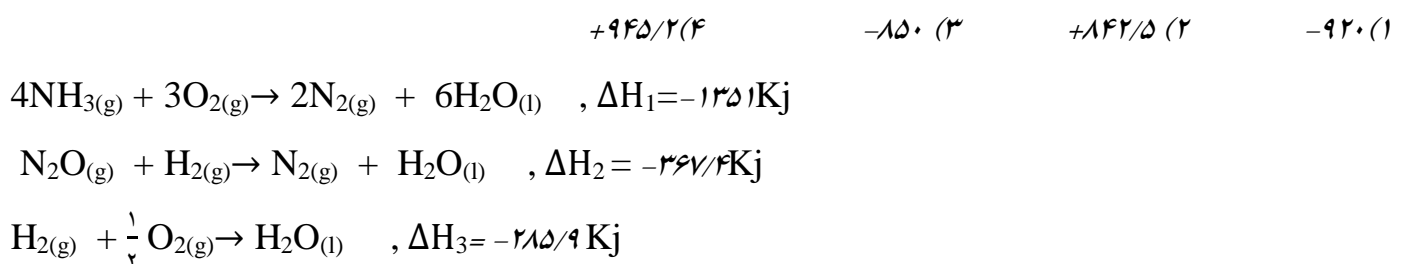 ۱) –۹۲۰ ۲) +۸۴۲/۵ ۳) –۸۵۰ ۴) +۹۴۵/۲
4NH₃(g) + 3O₂(g)→ 2N₂(g) + 6H₂O(l) , ΔH₁=–۱۳۵۱Kj
N₂O(g) + H₂(g)→ N₂(g) + H₂O(l) , ΔH₂ = –۳۶۷/۴Kj
H₂(g) + ۱/۲ O₂(g)→ H₂O(l) , ΔH₃= –۲۸۵/۹ Kj